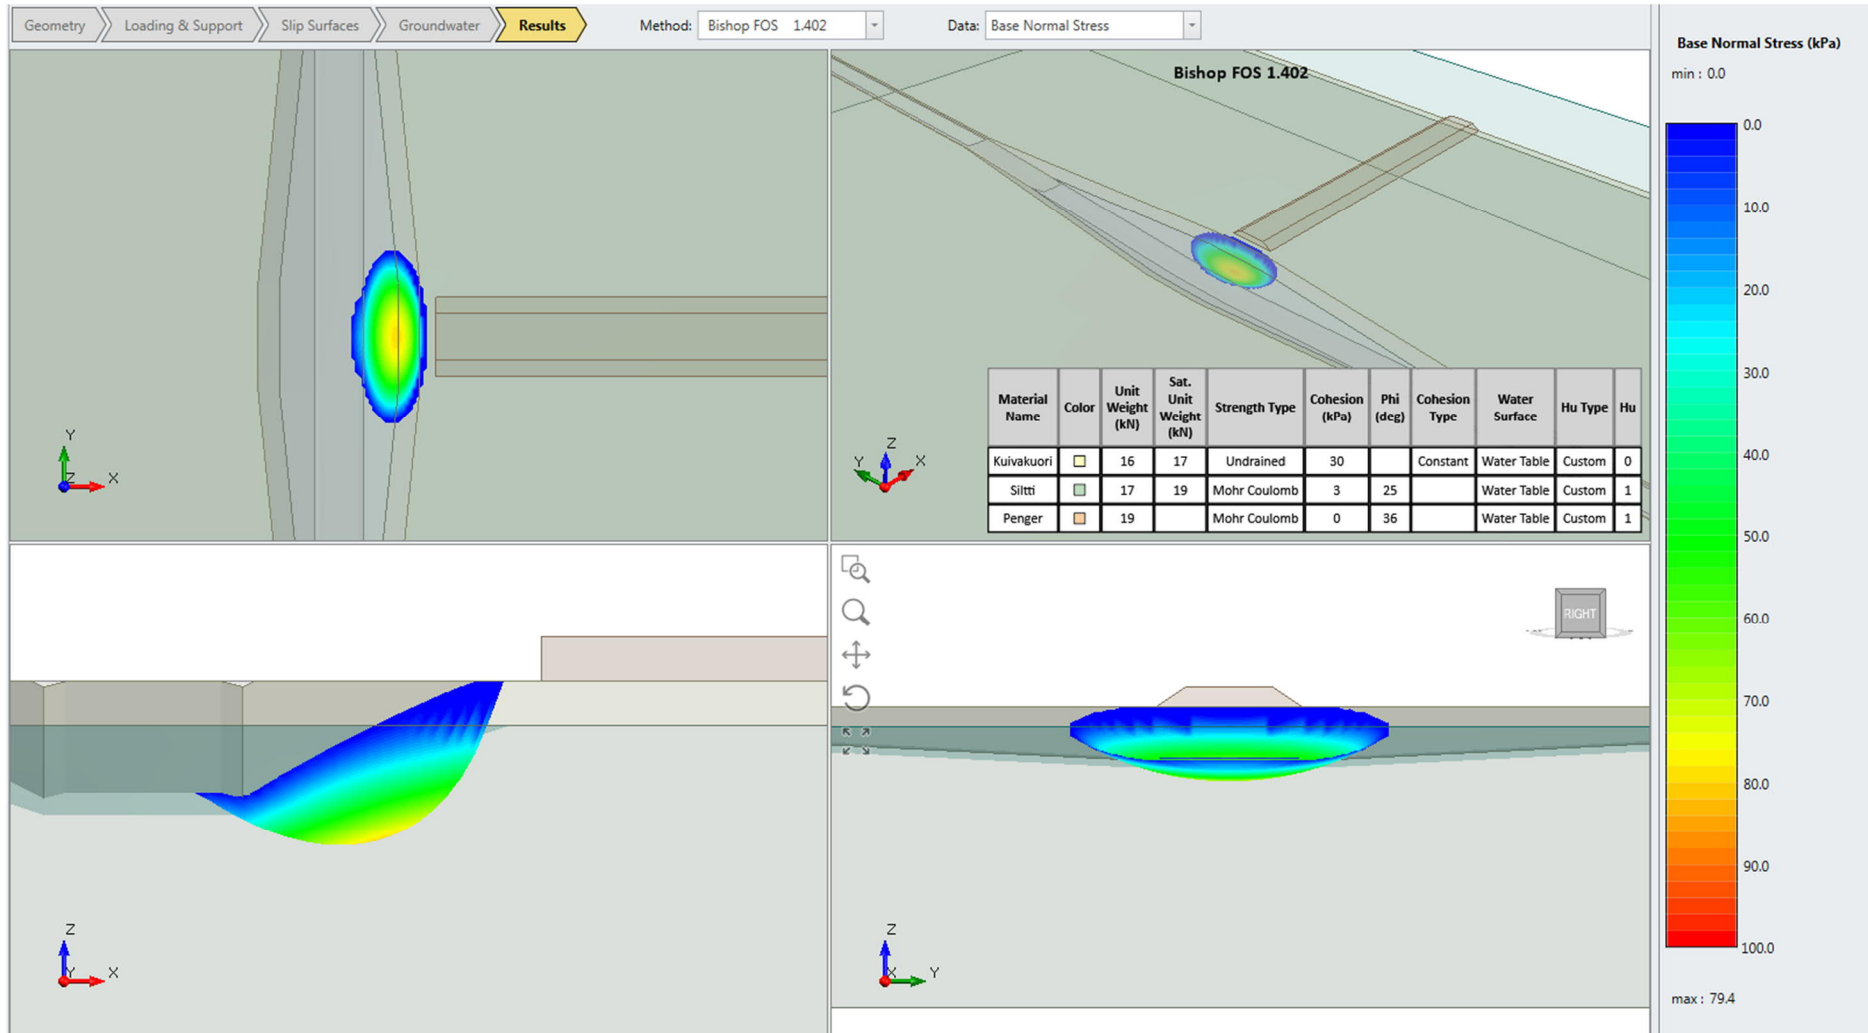 Geometry Loading & Support Slip Surfaces Groundwater Results Method: Bishop FOS 1.402 Data: Base Normal Stress
Base Normal Stress (kPa)
min : 0.0
0.0
10.0
20.0
30.0
40.0
50.0
60.0
70.0
80.0
90.0
100.0
max : 79.4
Y
Z X
Bishop FOS 1.402
Z
Y X
Material Name Color Unit Weight (kN) Sat. Unit Weight (kN) Strength Type Cohesion (kPa) Phi (deg) Cohesion Type Water Surface Hu Type Hu
Kuivakuori 16 17 Undrained 30 Constant Water Table Custom 0
Siltti 17 19 Mohr Coulomb 3 25 Water Table Custom 1
Penger 19 Mohr Coulomb 0 36 Water Table Custom 1
Z
Y X
RIGHT
Z
X Y